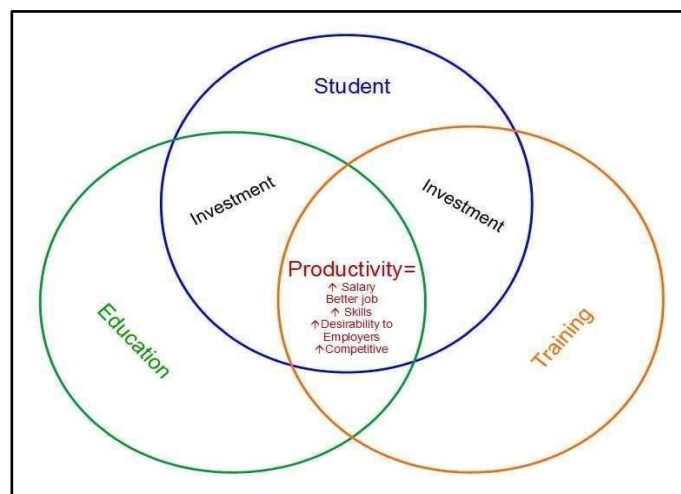 Student
Investment
Investment
Productivity=
↑ Salary
Better job
↑ Skills
↑Desirability to
Employers
↑Competitive
Education
Training